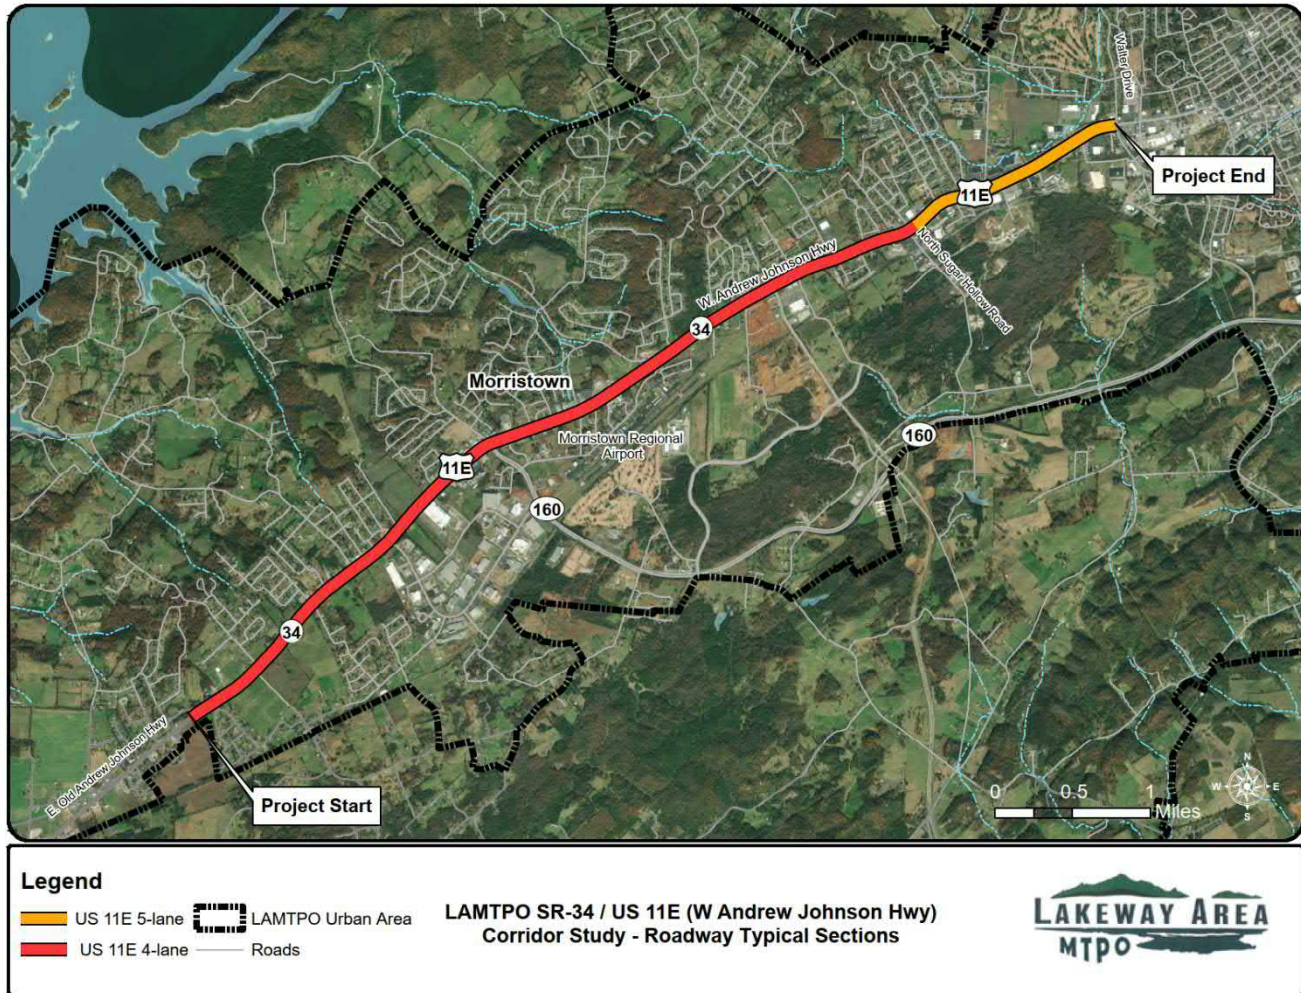 Walter Drive
Project End
11E
North Sugar Hollow Road
W. Andrew Johnson Hwy
34
Morristown
Morristown Regional
Airport
160
11E
160
34
E. Old Andrew Johnson Hwy
Project Start
N
W E
S
0 0.5 1
Miles
Legend
US 11E 5-lane
LAMTPO Urban Area
US 11E 4-lane
Roads
LAMTPO SR-34 / US 11E (W Andrew Johnson Hwy)
Corridor Study - Roadway Typical Sections
LAKEWAY AREA
MTPO